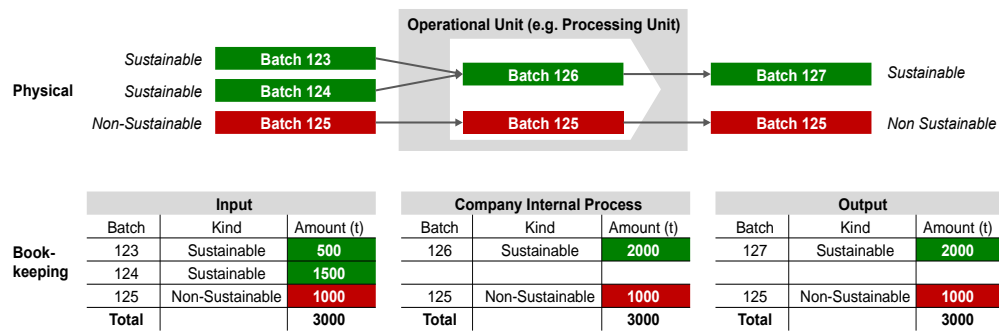 Operational Unit (e.g. Processing Unit)
Sustainable Batch 123
Batch 126 Batch 127 Sustainable
Sustainable Batch 124
Physical
Non-Sustainable Batch 125 Batch 125 Batch 125 Non Sustainable
Input Company Internal Process Output
Batch Kind Amount (t) Batch Kind Amount (t) Batch Kind Amount (t)
Book-
keeping
123 Sustainable 500 126 Sustainable 2000 127 Sustainable 2000
124 Sustainable 1500
125 Non-Sustainable 1000 125 Non-Sustainable 1000 125 Non-Sustainable 1000
Total 3000 Total 3000 Total 3000